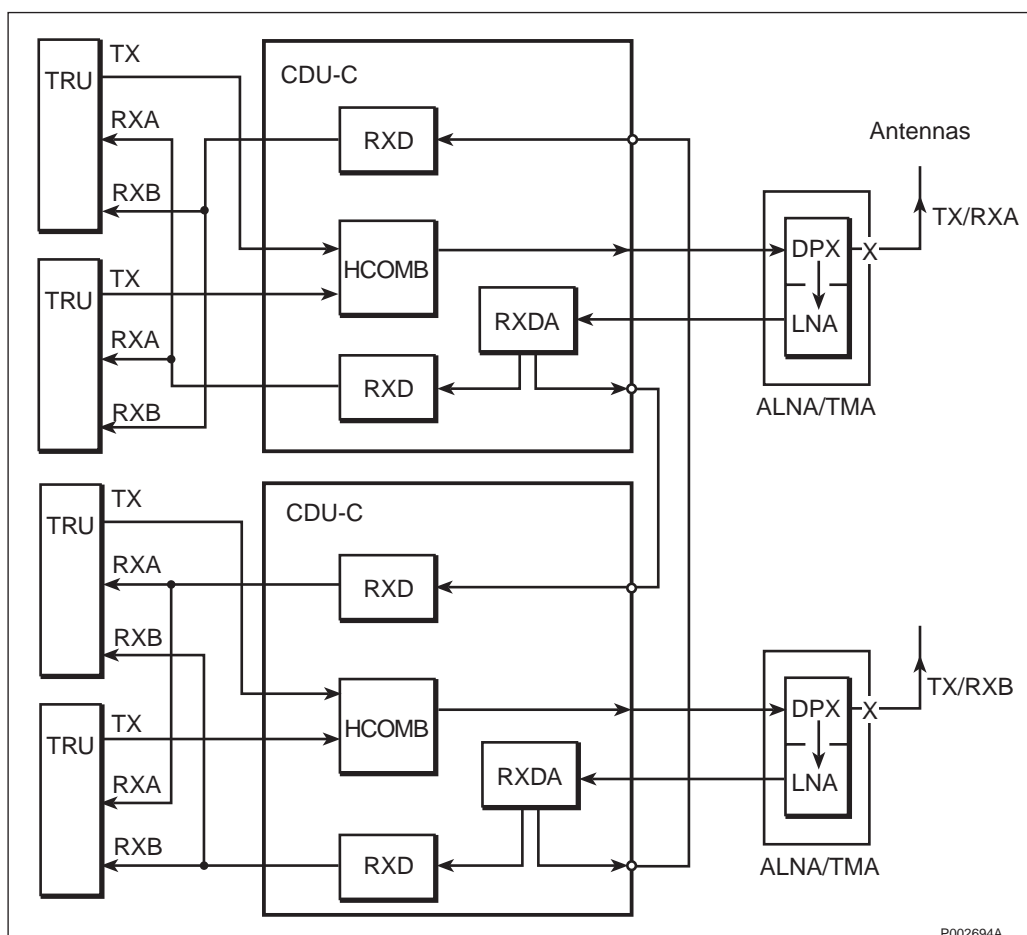 TRU
TX
RXA
RXB
TRU
TX
RXA
RXB
CDU-C
RXD
HCOMB
RXDA
RXD
Antennas
TX/RXA
DPX
X
LNA
ALNA/TMA
TRU
TX
RXA
RXB
TRU
TX
RXA
RXB
CDU-C
RXD
HCOMB
RXDA
RXD
TX/RXB
DPX
X
LNA
ALNA/TMA
P002694A